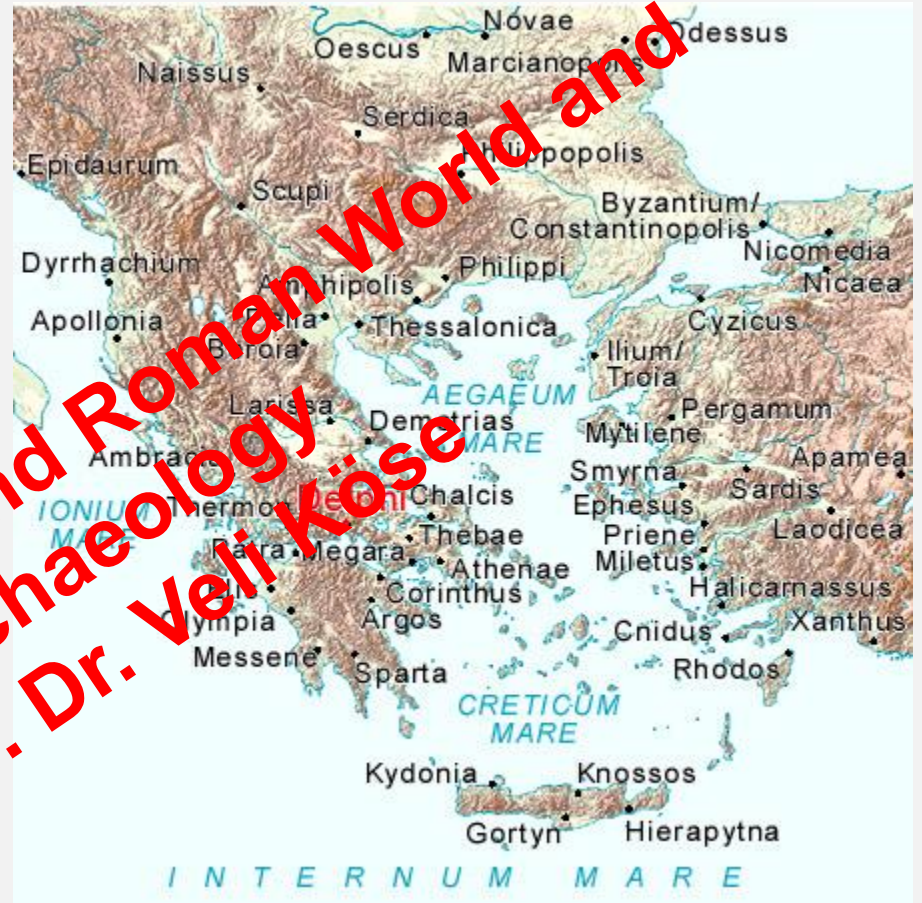 Novae
Odessus
Oescus
Marcianopolis
Naissus
Serdica
Philippopolis
Epidaurum
Scupi
Byzantium/
Constantinopolis
Nicomedia
Nicaea
Dyrrhachium
Philippi
Amphipolis
Apollonia
Thessalonica
Cyzicus
Beroia
Ilium/
Troia
AEGAEUM
MARE
Larissa
Demetrias
Pergamum
Mytilene
Ambracia
Smyrna
Sardis
Apamea
IONIUM
MARE
Thermon
Delphi
Chalcis
Ephesus
Laodicea
Thebae
Priene
Patra
Megara
Athenae
Miletus
Corinthus
Halicarnassus
Olympia
Argos
Cnidus
Xanthus
Messene
Sparta
Rhodos
CRETICUM
MARE
Kydonia
Knossos
Gortyn
Hierapytna
INTERNUM MARE
nd Roman World and
chaeology
. Dr. Veli Köse